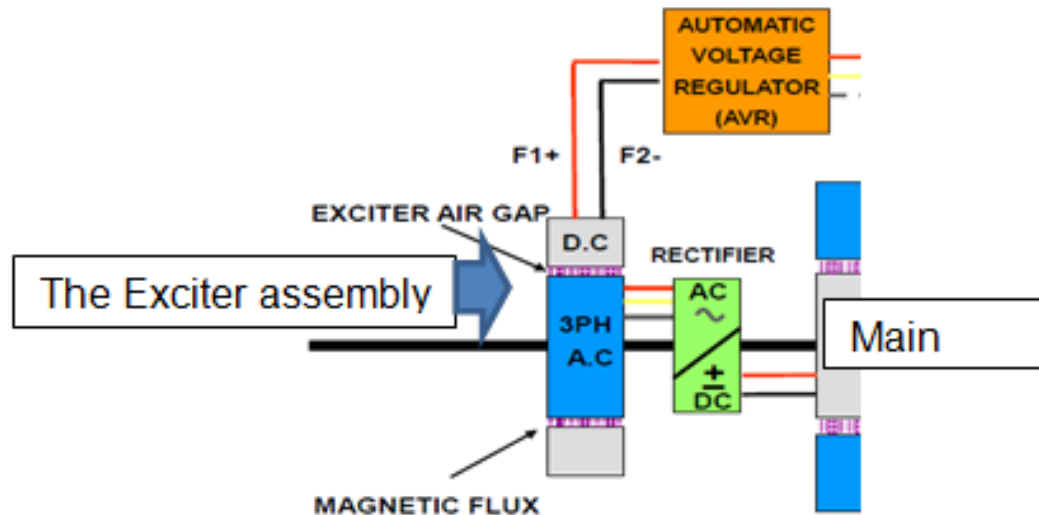 AUTOMATIC
VOLTAGE
REGULATOR
(AVR)
F1+
F2-
EXCITER AIR GAP
D.C
RECTIFIER
The Exciter assembly
AC
3PH
A.C
Main
+
DC
MAGNETIC FLUX